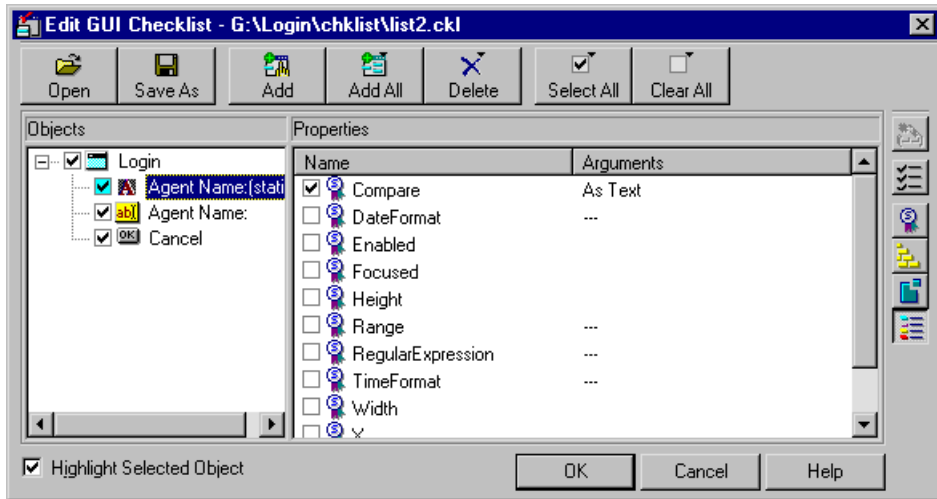 Edit GUI Checklist - G:\Login\chklist\list2.ckl
Open Save As Add Add All Delete Select All Clear All
Objects
Login
Agent Name:(stati
Agent Name:
Cancel
Properties
Name Arguments
Compare As Text
DateFormat ---
Enabled
Focused
Height
Range ---
RegularExpression ---
TimeFormat ---
Width
X
Highlight Selected Object
OK Cancel Help